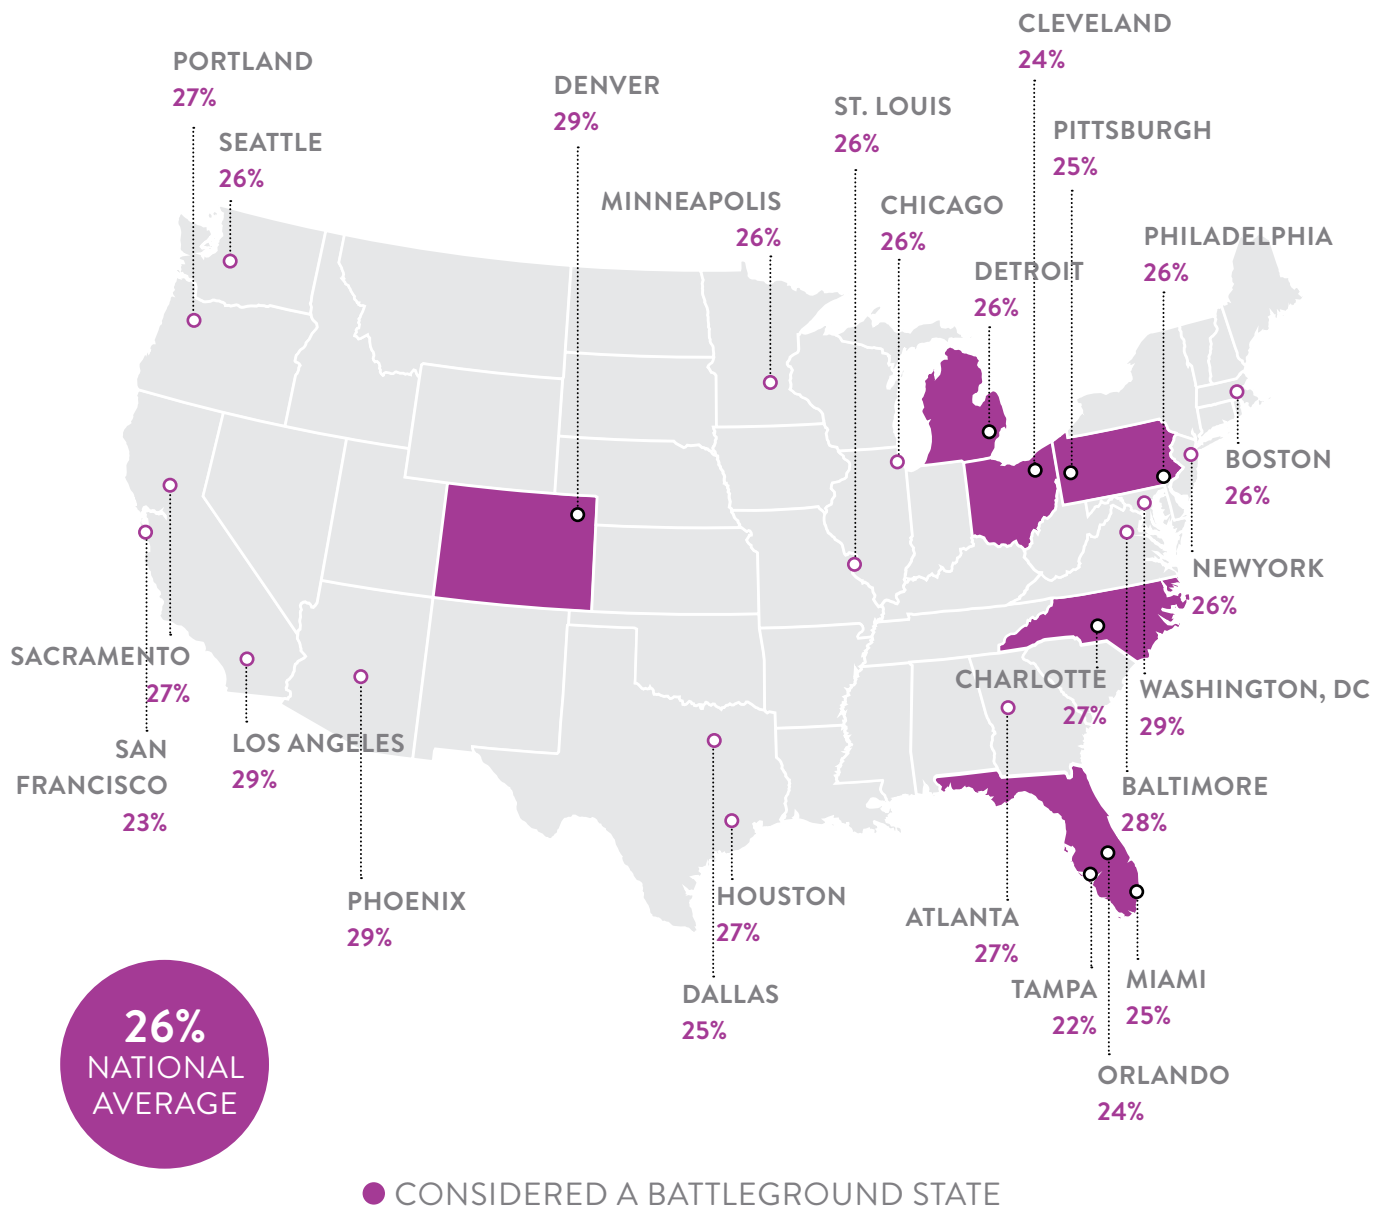 CLEVELAND
24%
PORTLAND
27%
DENVER
29%
ST. LOUIS
26%
PITTSBURGH
25%
SEATTLE
26%
MINNEAPOLIS
26%
CHICAGO
26%
PHILADELPHIA
26%
DETROIT
26%
BOSTON
26%
NEWYORK
26%
SACRAMENTO
27%
CHARLOTTE
27%
WASHINGTON, DC
29%
SAN
FRANCISCO
23%
LOS ANGELES
29%
BALTIMORE
28%
PHOENIX
29%
HOUSTON
27%
ATLANTA
27%
DALLAS
25%
TAMPA
22%
MIAMI
25%
ORLANDO
24%
26%
NATIONAL
AVERAGE
CONSIDERED A BATTLEGROUND STATE